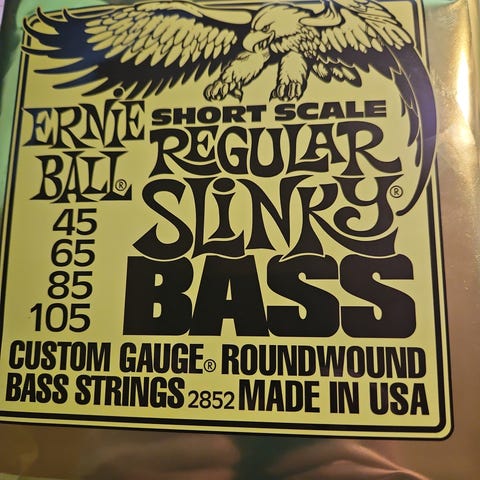 ERNiE BALL®
SHORT SCALE
REGULAR
SLiNKY®
BASS
45
65
85
105
CUSTOM GAUGE® ROUNDWOUND
BASS STRINGS 2852 MADE IN USA